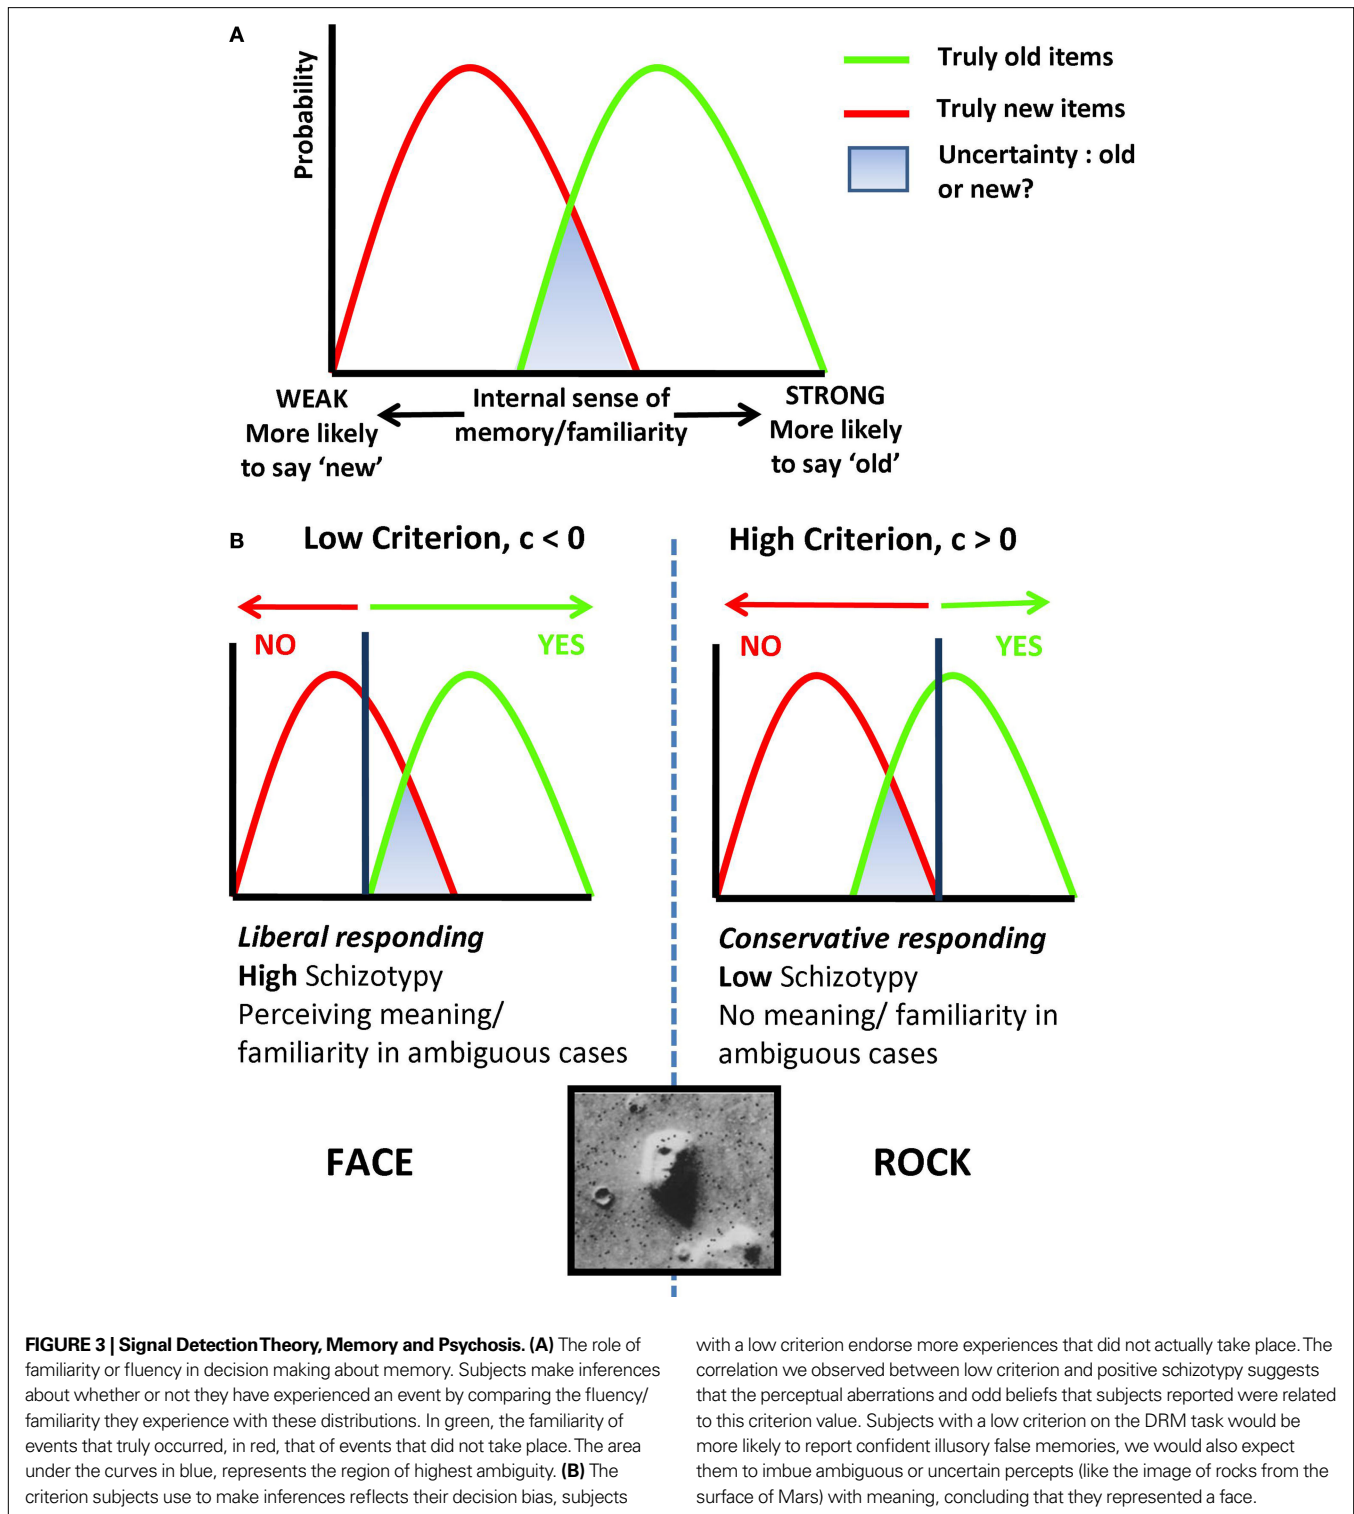 A
Probability
Truly old items
Truly new items
Uncertainty : old
or new?
WEAK
More likely
to say ‘new’
Internal sense of
memory/familiarity
STRONG
More likely
to say ‘old’
B
Low Criterion, c < 0
High Criterion, c > 0
NO
YES
NO
YES
Liberal responding
High Schizotypy
Perceiving meaning/
familiarity in ambiguous cases
Conservative responding
Low Schizotypy
No meaning/ familiarity in
ambiguous cases
FACE
ROCK
FIGURE 3 | Signal Detection Theory, Memory and Psychosis. (A) The role of
familiarity or fluency in decision making about memory. Subjects make inferences
about whether or not they have experienced an event by comparing the fluency/
familiarity they experience with these distributions. In green, the familiarity of
events that truly occurred, in red, that of events that did not take place. The area
under the curves in blue, represents the region of highest ambiguity. (B) The
criterion subjects use to make inferences reflects their decision bias, subjects
with a low criterion endorse more experiences that did not actually take place. The
correlation we observed between low criterion and positive schizotypy suggests
that the perceptual aberrations and odd beliefs that subjects reported were related
to this criterion value. Subjects with a low criterion on the DRM task would be
more likely to report confident illusory false memories, we would also expect
them to imbue ambiguous or uncertain percepts (like the image of rocks from the
surface of Mars) with meaning, concluding that they represented a face.